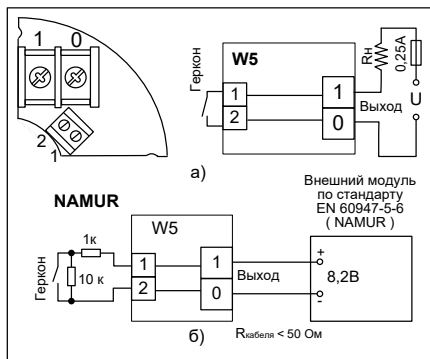 1 0
2
1
W5
Геркон
1
2
1
0
Выход
Rн
0,25А
U
а)
NAMUR
Внешний модуль
по стандарту
EN 60947-5-6
( NAMUR )
W5
Геркон
1к
10 к
1
2
1
0
Выход
+
8,2В
-
б)
Rкабеля < 50 Ом